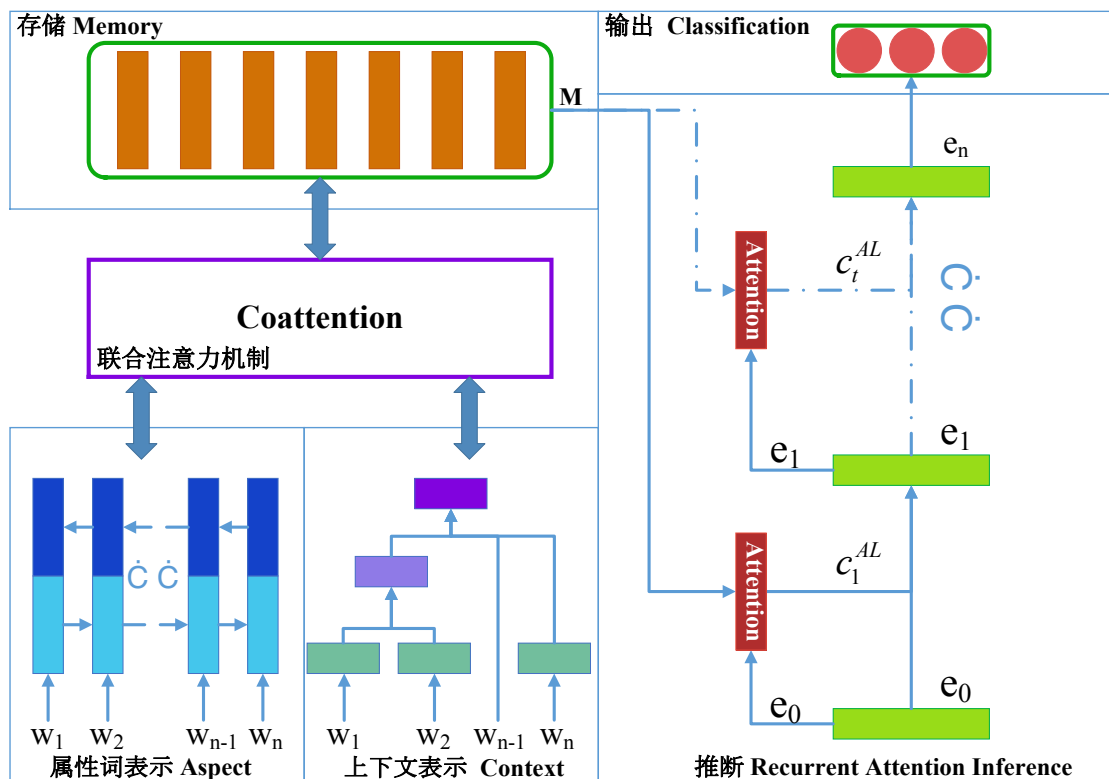 存储 Memory
输出 Classification
M
e_n
Attention
c_t^{AL}
Ċ Ċ
Coattention
联合注意力机制
e_1
e_1
Ċ Ċ
Attention
c_1^{AL}
e_0
e_0
w_1 w_2 w_{n-1} w_n
属性词表示 Aspect
w_1 w_2 w_{n-1} w_n
上下文表示 Context
推断 Recurrent Attention Inference